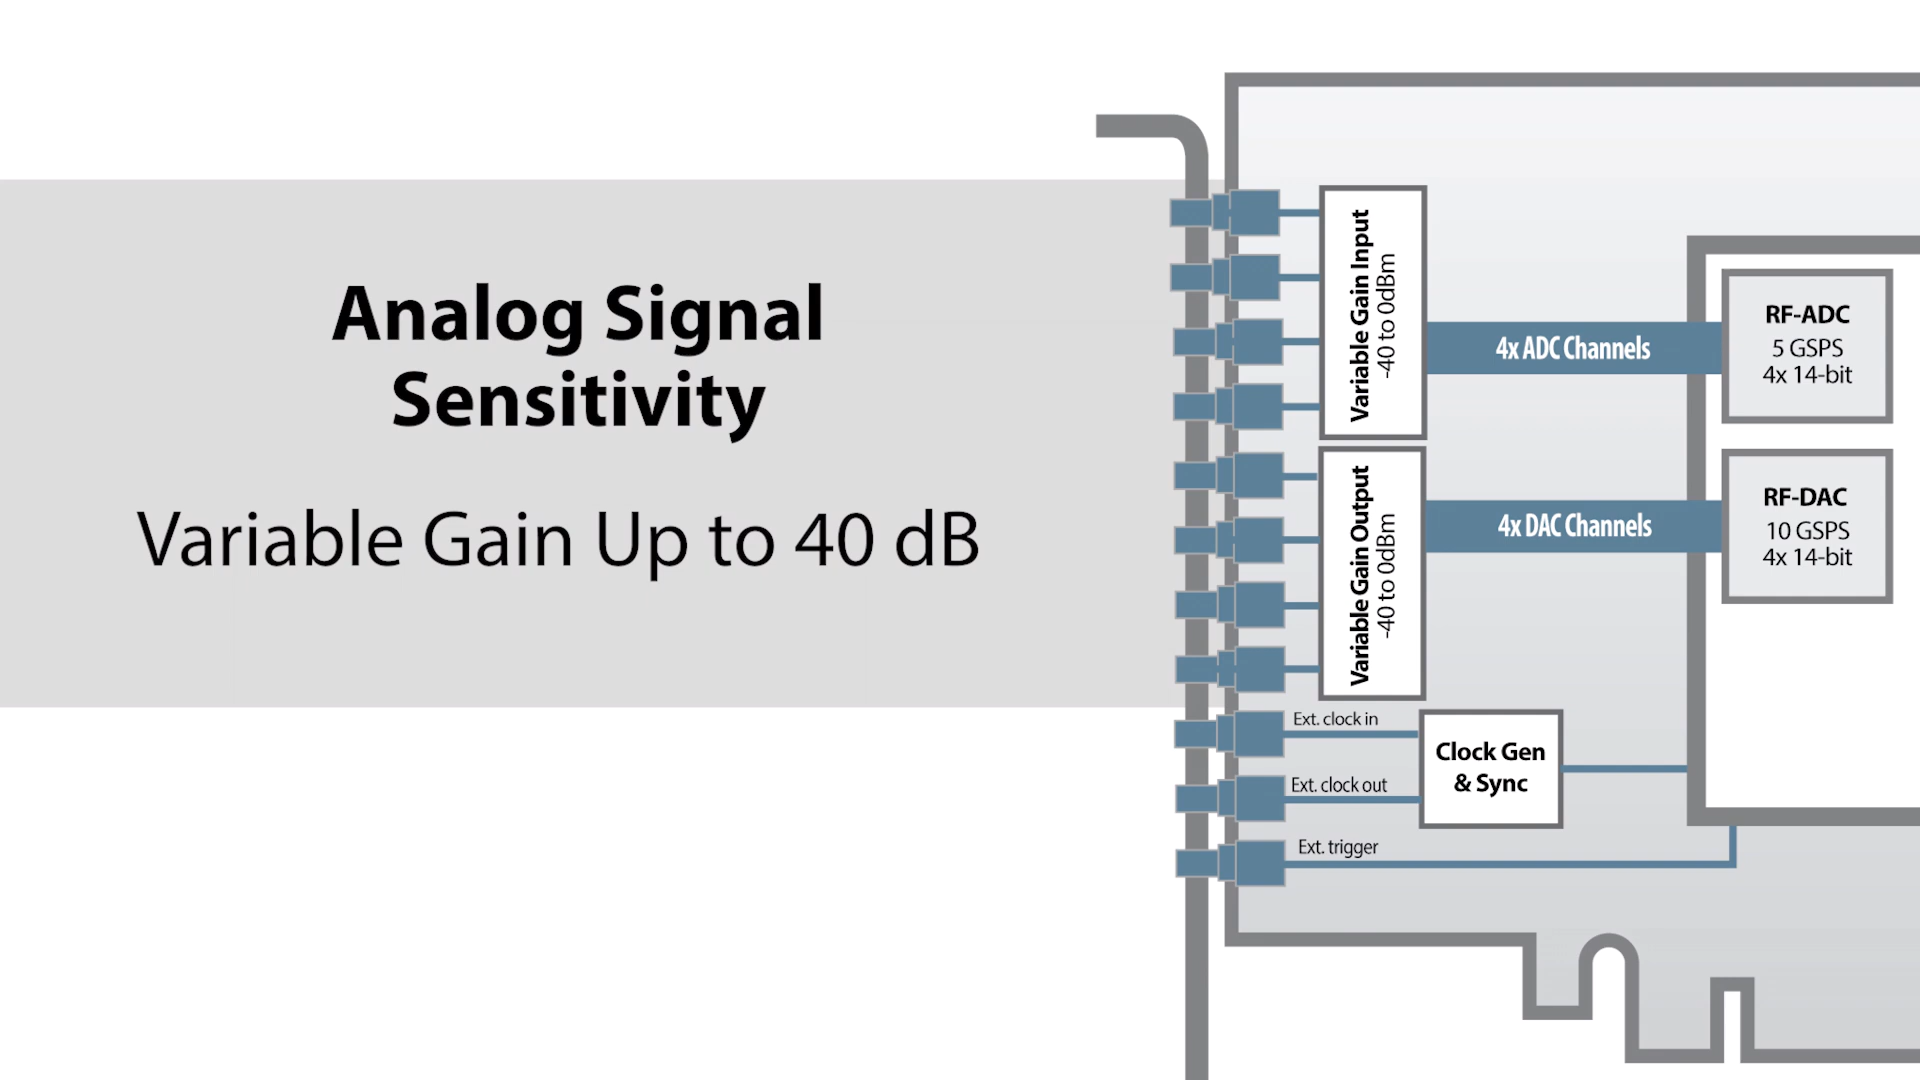 Analog Signal
Sensitivity
Variable Gain Up to 40 dB
Variable Gain Input
-40 to 0dBm
4x ADC Channels
RF-ADC
5 GSPS
4x 14-bit
Variable Gain Output
-40 to 0dBm
4x DAC Channels
RF-DAC
10 GSPS
4x 14-bit
Ext. clock in
Ext. clock out
Clock Gen
& Sync
Ext. trigger